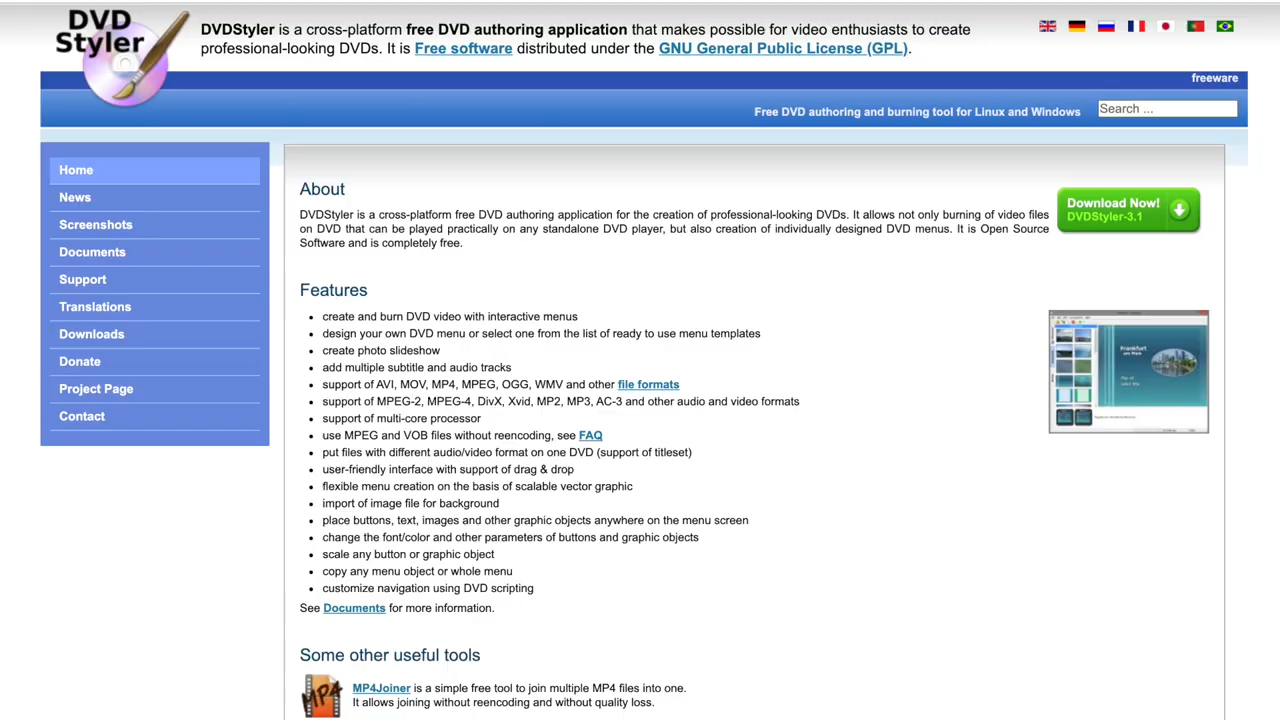 DVD
Styler
DVDStyler is a cross-platform free DVD authoring application that makes possible for video enthusiasts to create
professional-looking DVDs. It is Free software distributed under the GNU General Public License (GPL).
freeware
Free DVD authoring and burning tool for Linux and Windows
Search ...
Home
News
Screenshots
Documents
Support
Translations
Downloads
Donate
Project Page
Contact
About
DVDStyler is a cross-platform free DVD authoring application for the creation of professional-looking DVDs. It allows not only burning of video files
on DVD that can be played practically on any standalone DVD player, but also creation of individually designed DVD menus. It is Open Source
Software and is completely free.
Download Now!
DVDStyler-3.1
Features
create and burn DVD video with interactive menus
design your own DVD menu or select one from the list of ready to use menu templates
create photo slideshow
add multiple subtitle and audio tracks
support of AVI, MOV, MP4, MPEG, OGG, WMV and other file formats
support of MPEG-2, MPEG-4, DivX, Xvid, MP2, MP3, AC-3 and other audio and video formats
support of multi-core processor
use MPEG and VOB files without reencoding, see FAQ
put files with different audio/video format on one DVD (support of titleset)
user-friendly interface with support of drag & drop
flexible menu creation on the basis of scalable vector graphic
import of image file for background
place buttons, text, images and other graphic objects anywhere on the menu screen
change the font/color and other parameters of buttons and graphic objects
scale any button or graphic object
copy any menu object or whole menu
customize navigation using DVD scripting
See Documents for more information.
Frankfurt
am Main
Some other useful tools
MP4
MP4Joiner is a simple free tool to join multiple MP4 files into one.
It allows joining without reencoding and without quality loss.